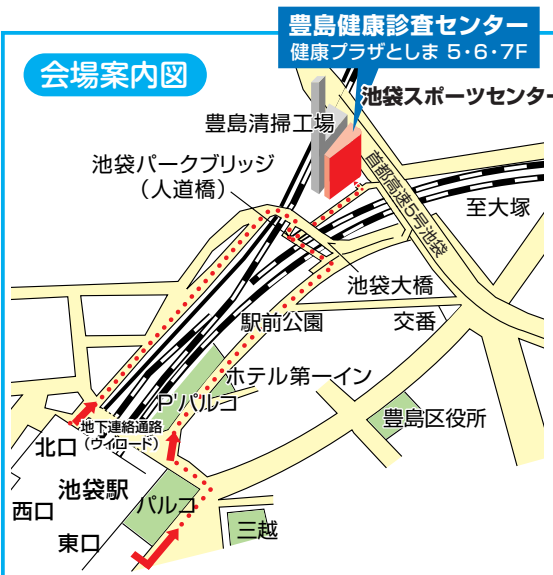 豊島健康診査センター
健康プラザとしま 5・6・7F
会場案内図
池袋スポーツセンター
豊島清掃工場
池袋パークブリッジ
（人道橋）
首都高速5号池袋
至大塚
池袋大橋
駅前公園
交番
ホテル第一イン
P'パルコ
豊島区役所
地下連絡通路
（ウイロード）
北口
池袋駅
西口
パルコ
東口
三越